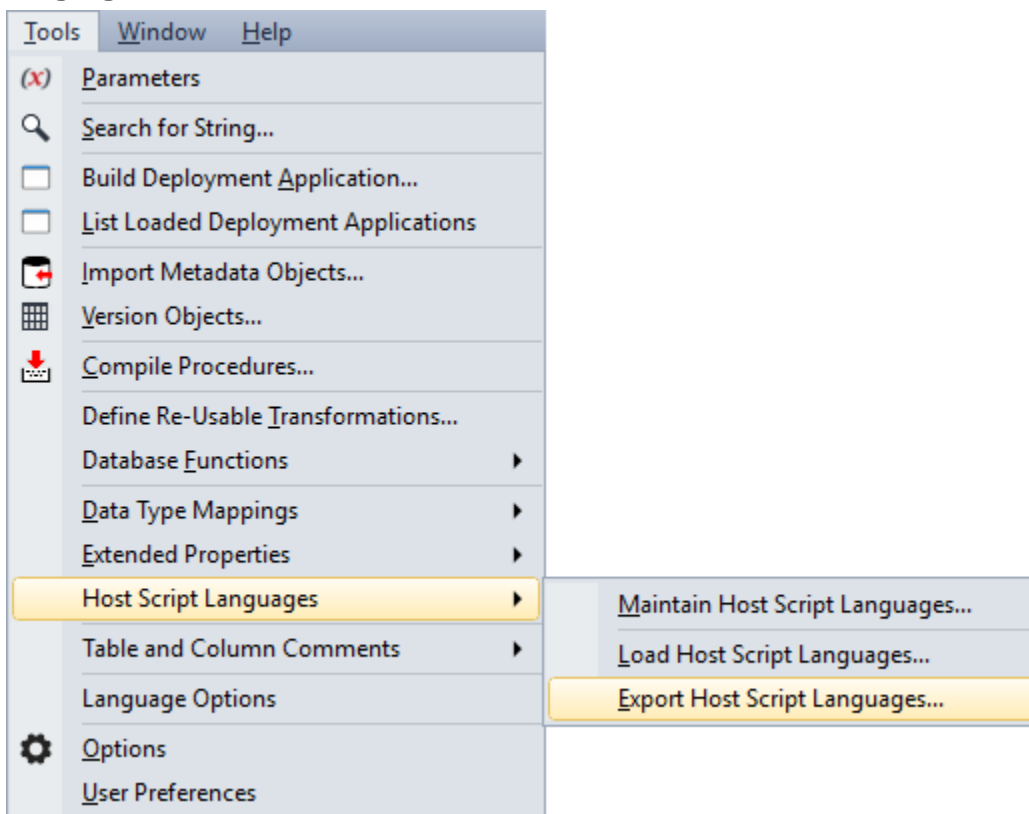 Tools Window Help
(x) Parameters
Search for String...
Build Deployment Application...
List Loaded Deployment Applications
Import Metadata Objects...
Version Objects...
Compile Procedures...
Define Re-Usable Transformations...
Database Functions
Data Type Mappings
Extended Properties
Host Script Languages
Maintain Host Script Languages...
Table and Column Comments
Load Host Script Languages...
Language Options
Export Host Script Languages...
Options
User Preferences